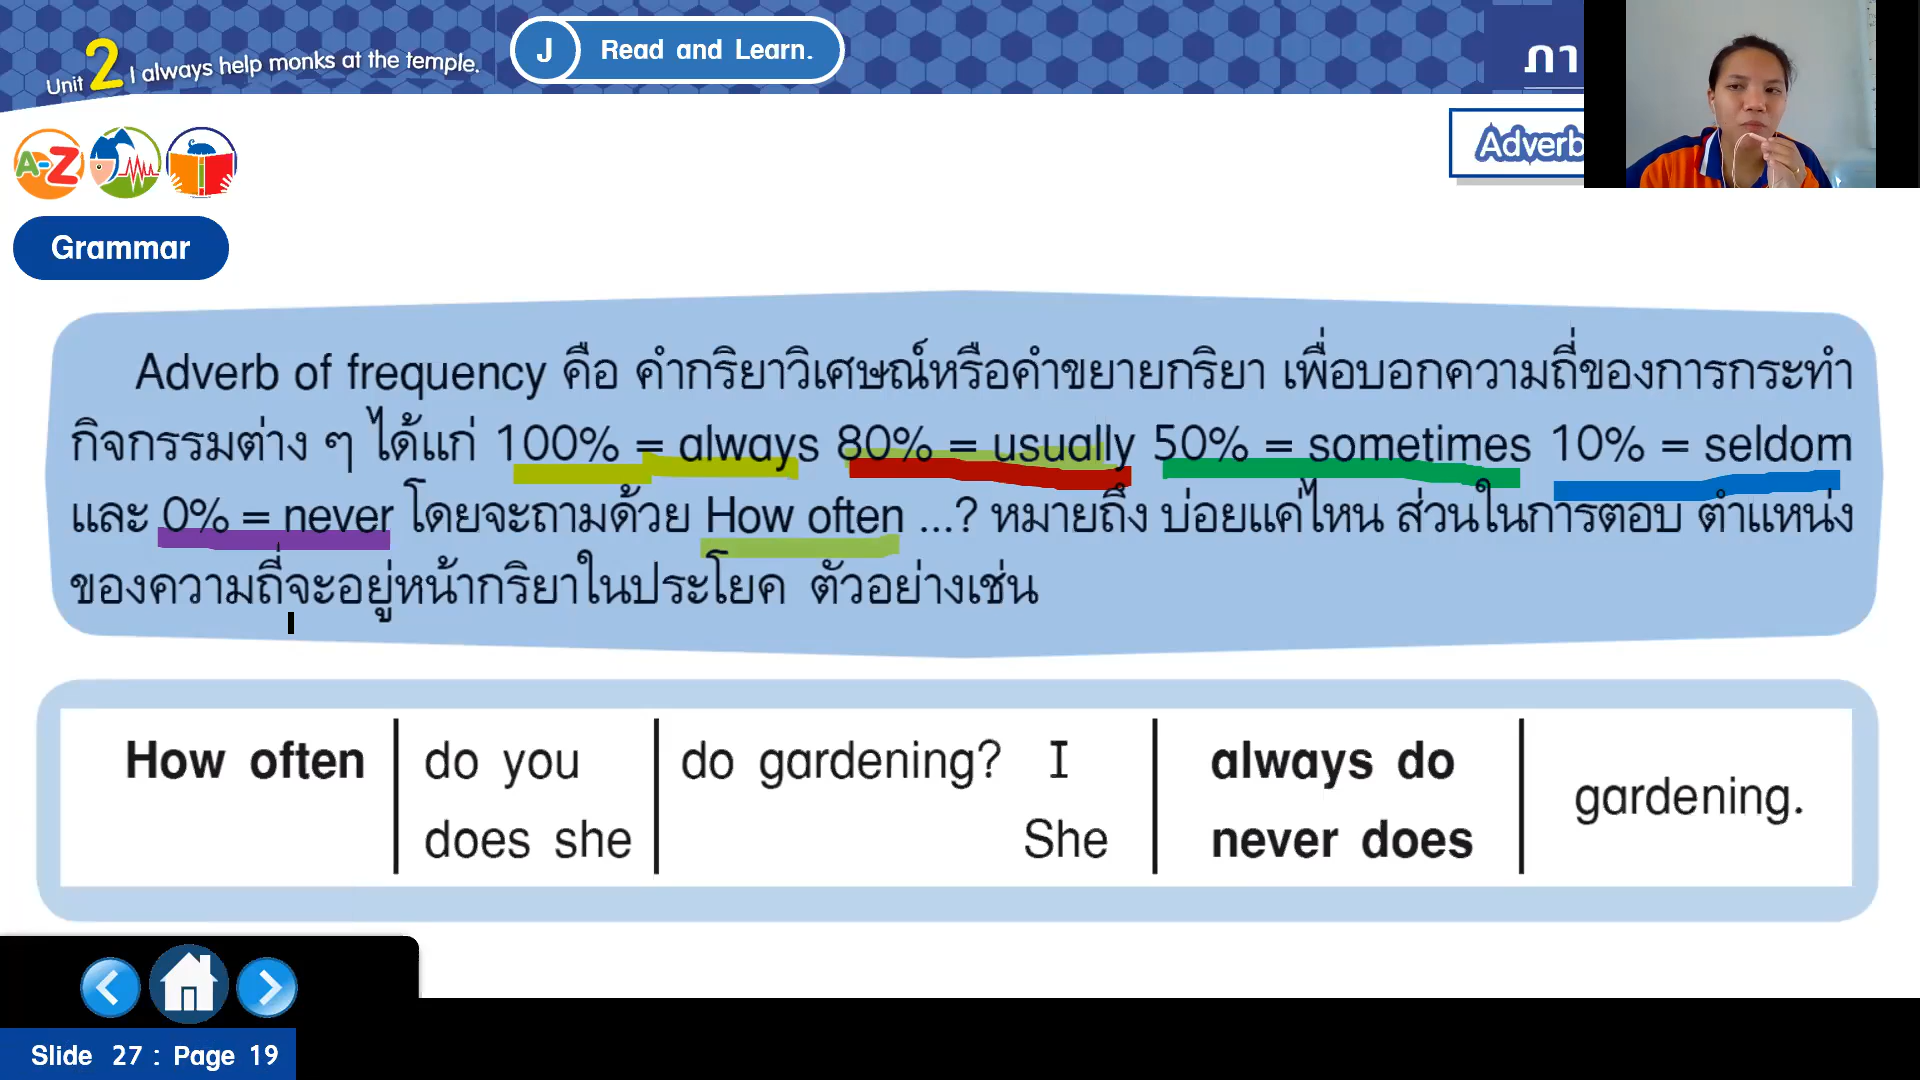 Unit 2 I always help monks at the temple.
J Read and Learn.
ภา
Adverb
A-Z
Grammar
Adverb of frequency คือ คำกริยาวิเศษณ์หรือคำขยายกริยา เพื่อบอกความถี่ของการกระทำ
กิจกรรมต่าง ๆ ได้แก่ 100% = always 80% = usually 50% = sometimes 10% = seldom
และ 0% = never โดยจะถามด้วย How often ...? หมายถึง บ่อยแค่ไหน ส่วนในการตอบ ตำแหน่ง
ของความถี่จะอยู่หน้ากริยาในประโยค ตัวอย่างเช่น
How often do you do gardening? I always do gardening.
does she She never does
Slide 27 : Page 19